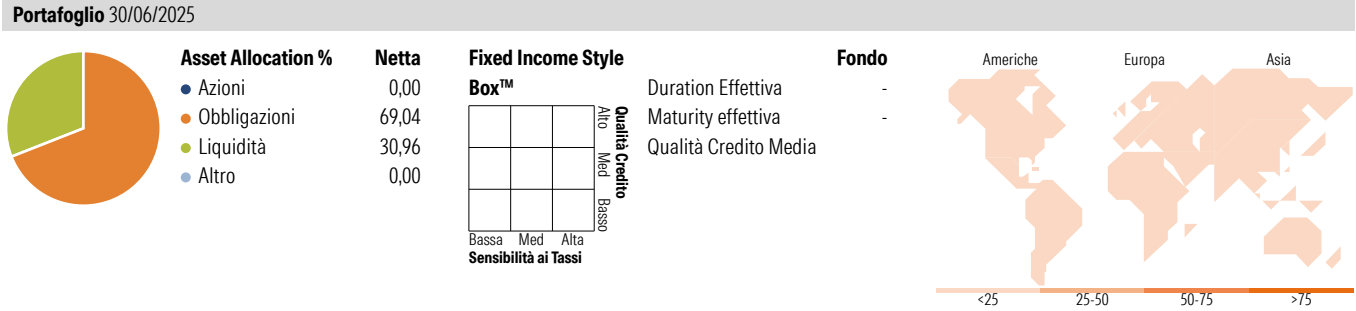 Portafoglio 30/06/2025
Asset Allocation % Netta
Azioni 0,00
Obbligazioni 69,04
Liquidità 30,96
Altro 0,00
Fixed Income Style
Box™
Alto Med Basso
Qualità Credito
Bassa Med Alta
Sensibilità ai Tassi
Fondo
Duration Effettiva -
Maturity effettiva -
Qualità Credito Media
Americhe Europa Asia
<25 25-50 50-75 >75